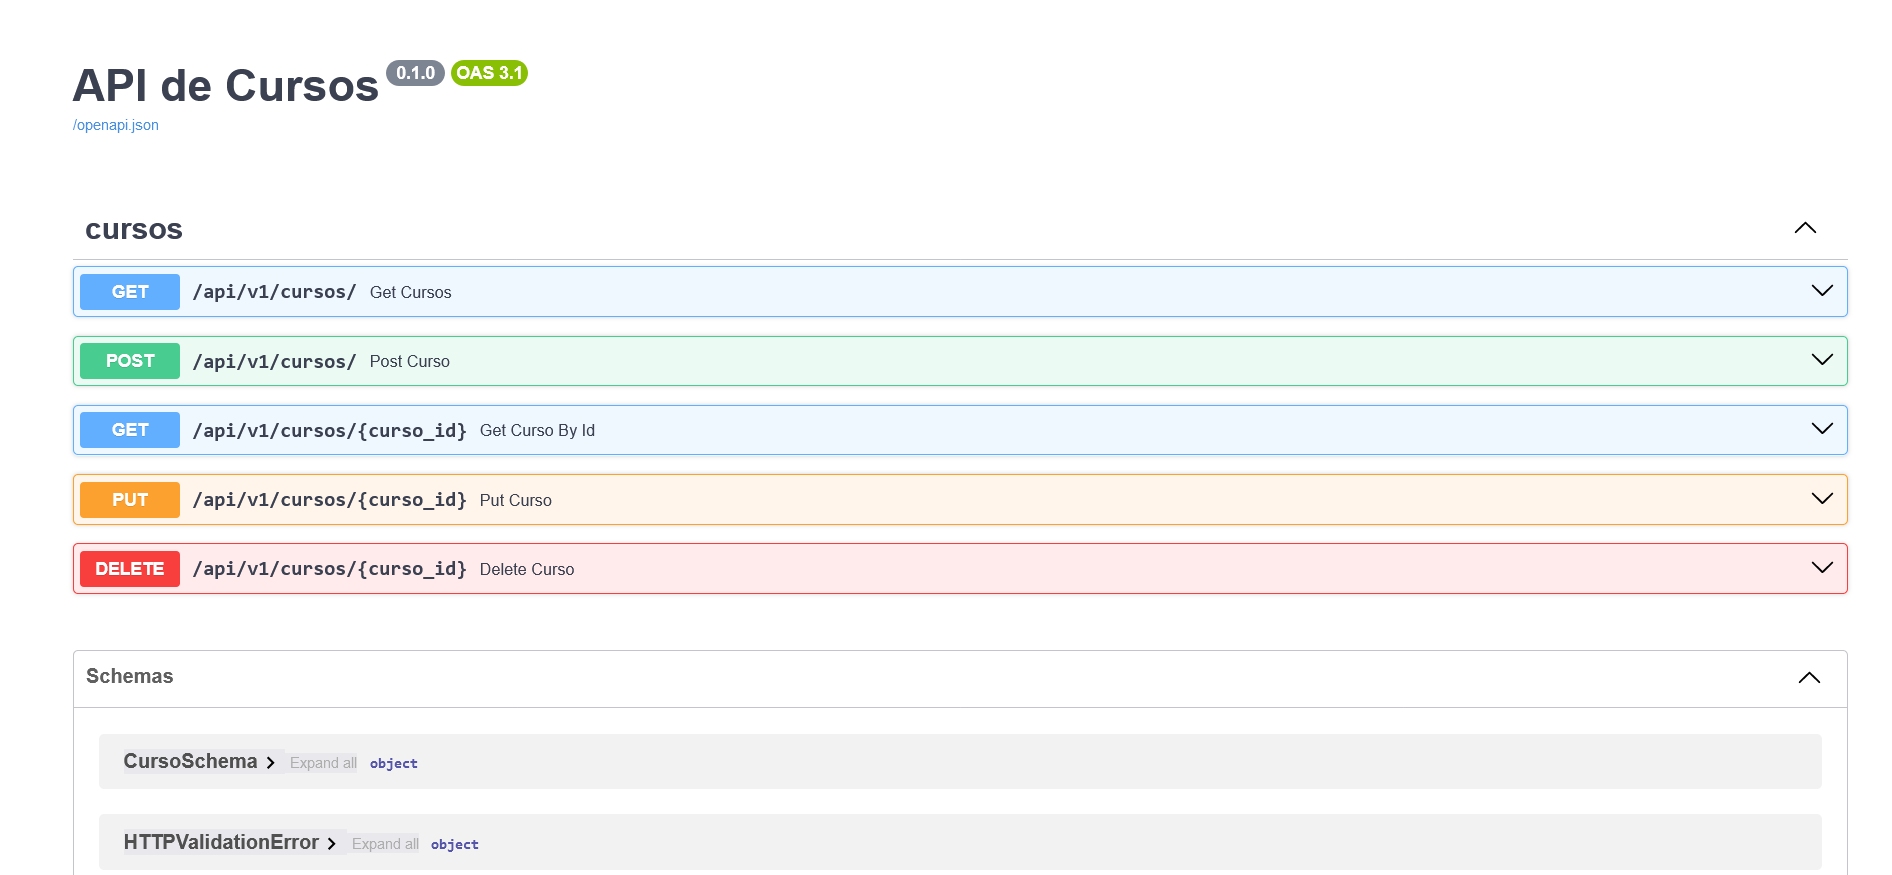 API de Cursos 0.1.0 OAS 3.1
/openapi.json
cursos
GET /api/v1/cursos/ Get Cursos
POST /api/v1/cursos/ Post Curso
GET /api/v1/cursos/{curso_id} Get Curso By Id
PUT /api/v1/cursos/{curso_id} Put Curso
DELETE /api/v1/cursos/{curso_id} Delete Curso
Schemas
CursoSchema Expand all object
HTTPValidationError Expand all object